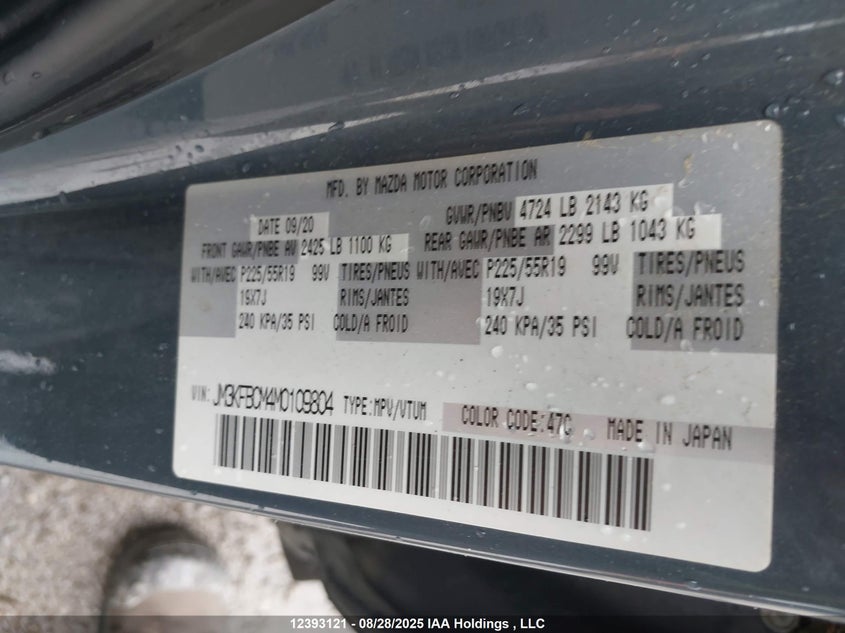 MFD. BY MAZDA MOTOR CORPORATION
DATE 09/20 GVWR/PNBV 4724 LB 2143 KG
FRONT GAWR/PNBE AV 2425 LB 1100 KG REAR GAWR/PNBE AR 2299 LB 1043 KG
WITH/AVEC P225/55R19 99V TIRES/PNEUS WITH/AVEC P225/55R19 99V TIRES/PNEUS
19X7J RIMS/JANTES 19X7J RIMS/JANTES
240 KPA/35 PSI COLD/A FROID 240 KPA/35 PSI COLD/A FROID
VIN: JM3KFBCM4M0109804 TYPE:MPV/VTUM COLOR CODE:47C MADE IN JAPAN
12393121 - 08/28/2025 IAA Holdings , LLC